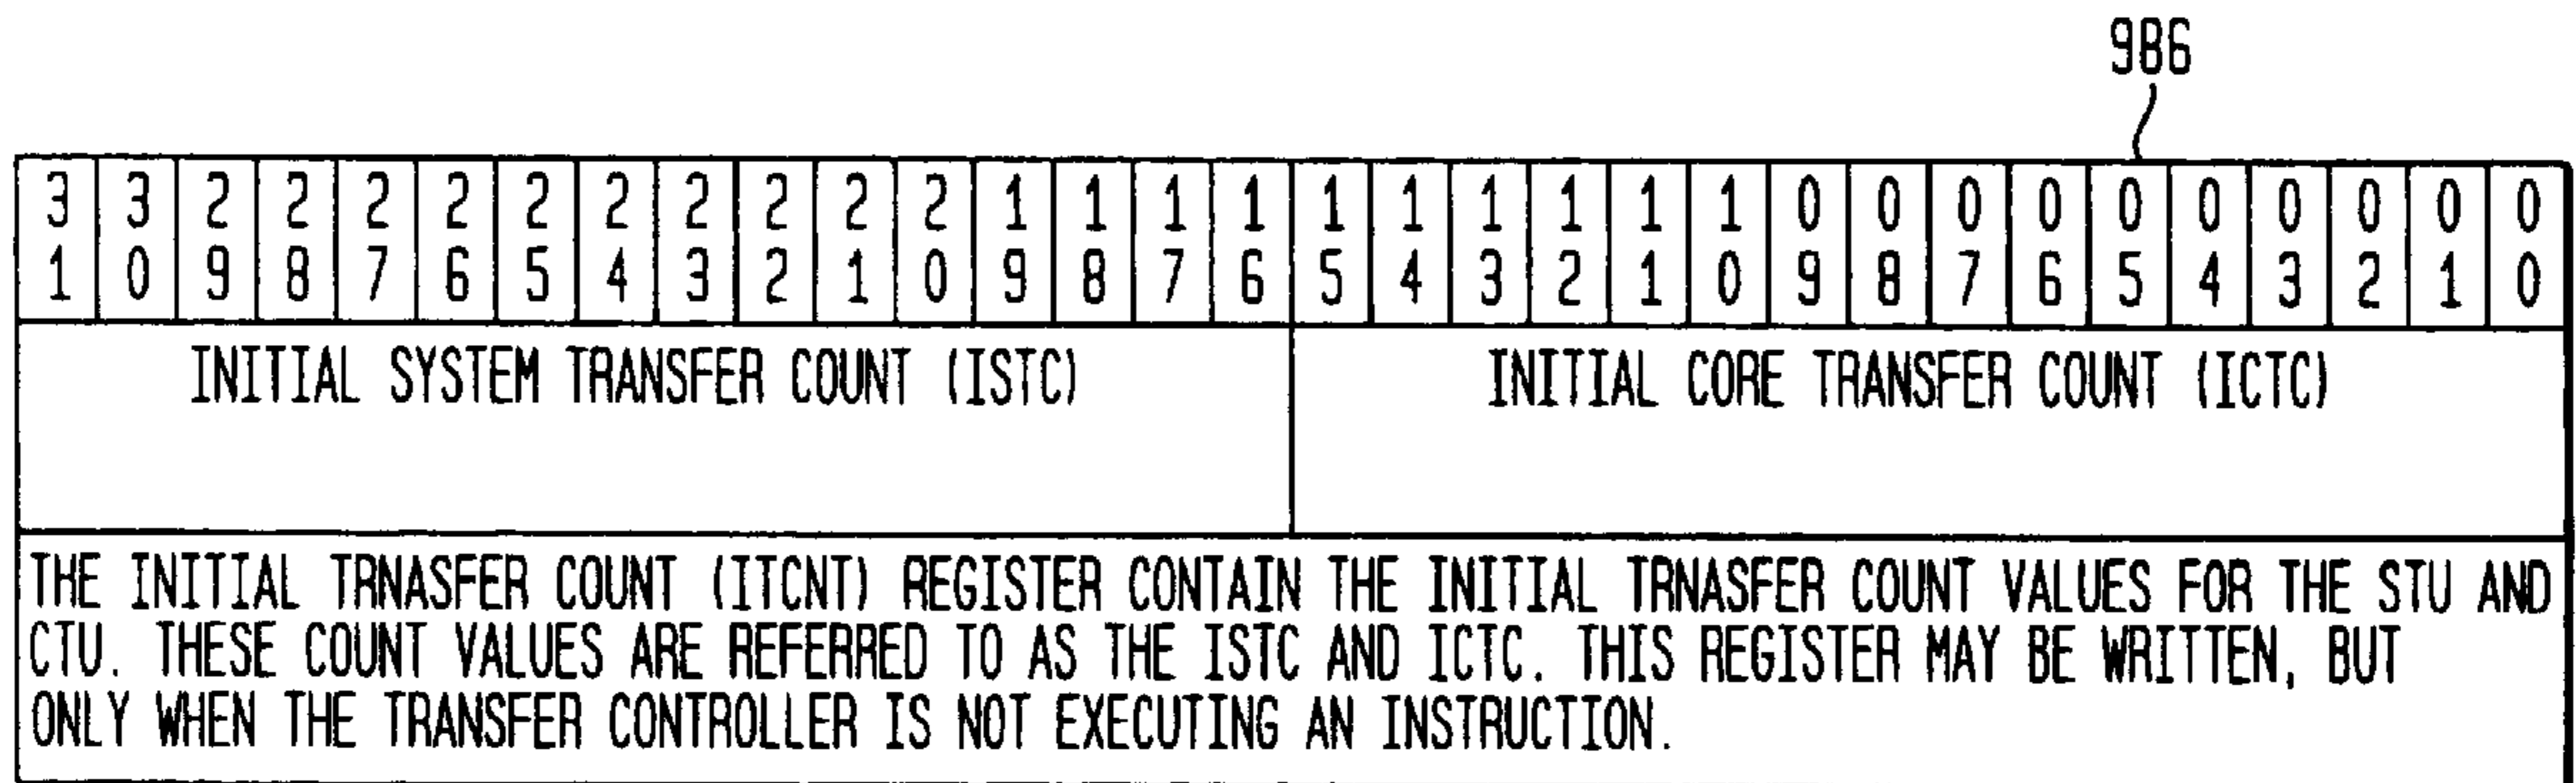 986
3 3 2 2 2 2 2 2 2 2 2 2 1 1 1 1 1 1 1 1 1 1 0 0 0 0 0 0 0 0 0 0
1 0 9 8 7 6 5 4 3 2 1 0 9 8 7 6 5 4 3 2 1 0 9 8 7 6 5 4 3 2 1 0
INITIAL SYSTEM TRANSFER COUNT (ISTC) INITIAL CORE TRANSFER COUNT (ICTC)
THE INITIAL TRNASFER COUNT (ITCNT) REGISTER CONTAIN THE INITIAL TRNASFER COUNT VALUES FOR THE STU AND
CTU. THESE COUNT VALUES ARE REFERRED TO AS THE ISTC AND ICTC. THIS REGISTER MAY BE WRITTEN, BUT
ONLY WHEN THE TRANSFER CONTROLLER IS NOT EXECUTING AN INSTRUCTION.